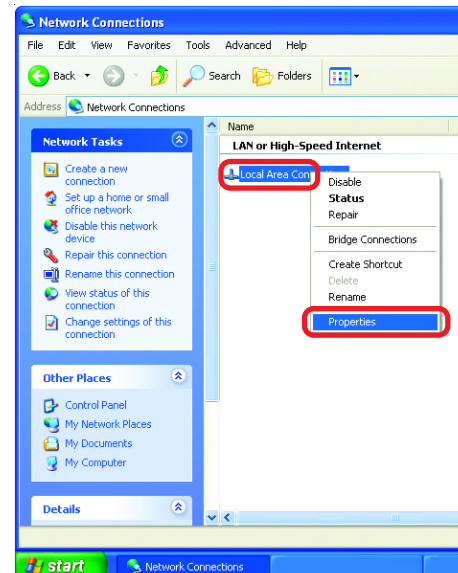 Network Connections
File Edit View Favorites Tools Advanced Help
Back Search Folders
Address Network Connections
Name
LAN or High-Speed Internet
Local Area Con
Disable
Status
Repair
Bridge Connections
Create Shortcut
Delete
Rename
Properties
Network Tasks
Create a new
connection
Set up a home or small
office network
Disable this network
device
Repair this connection
Rename this connection
View status of this
connection
Change settings of this
connection
Other Places
Control Panel
My Network Places
My Documents
My Computer
Details
start Network Connections